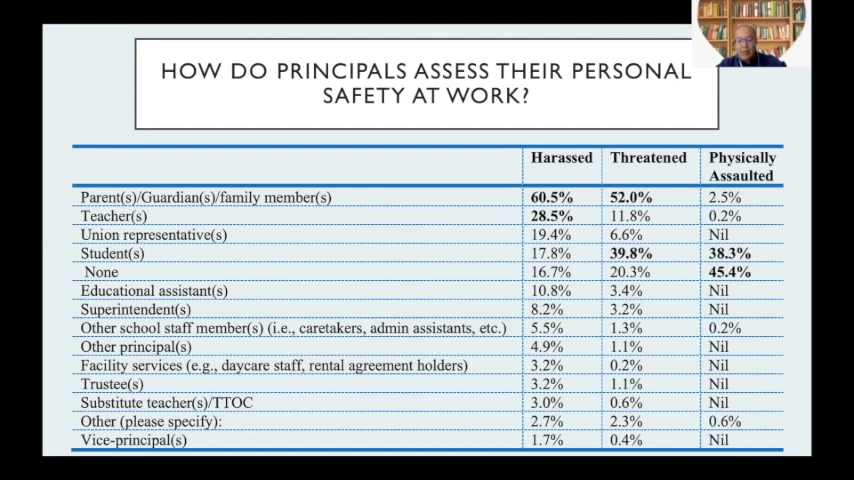 HOW DO PRINCIPALS ASSESS THEIR PERSONAL
SAFETY AT WORK?
Harassed Threatened Physically
Assaulted
Parent(s)/Guardian(s)/family member(s) 60.5% 52.0% 2.5%
Teacher(s) 28.5% 11.8% 0.2%
Union representative(s) 19.4% 6.6% Nil
Student(s) 17.8% 39.8% 38.3%
None 16.7% 20.3% 45.4%
Educational assistant(s) 10.8% 3.4% Nil
Superintendent(s) 8.2% 3.2% Nil
Other school staff member(s) (i.e., caretakers, admin assistants, etc.) 5.5% 1.3% 0.2%
Other principal(s) 4.9% 1.1% Nil
Facility services (e.g., daycare staff, rental agreement holders) 3.2% 0.2% Nil
Trustee(s) 3.2% 1.1% Nil
Substitute teacher(s)/TTOC 3.0% 0.6% Nil
Other (please specify): 2.7% 2.3% 0.6%
Vice-principal(s) 1.7% 0.4% Nil